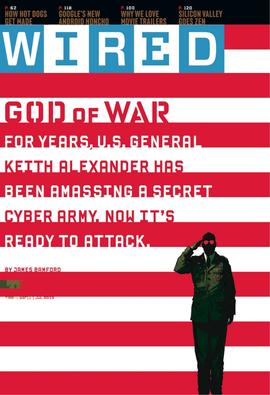 P. 62
HOW HOT DOGS
GET MADE
P. 118
GOOGLE'S NEW
ANDROID HONCHO
P. 100
WHY WE LOVE
MOVIE TRAILERS
P. 120
SILICON VALLEY
GOES ZEN
WIRED
GOD OF WAR
FOR YEARS, U.S. GENERAL
KEITH ALEXANDER HAS
BEEN AMASSING A SECRET
CYBER ARMY. NOW IT'S
READY TO ATTACK.
BY JAMES BAMFORD